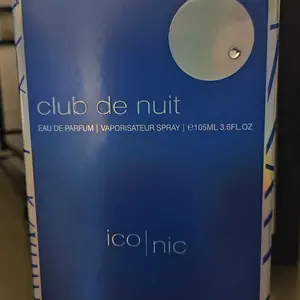 club de nuit
EAU DE PARFUM | VAPORISATEUR SPRAY | ℮105ML 3.6FL.OZ
ico|nic